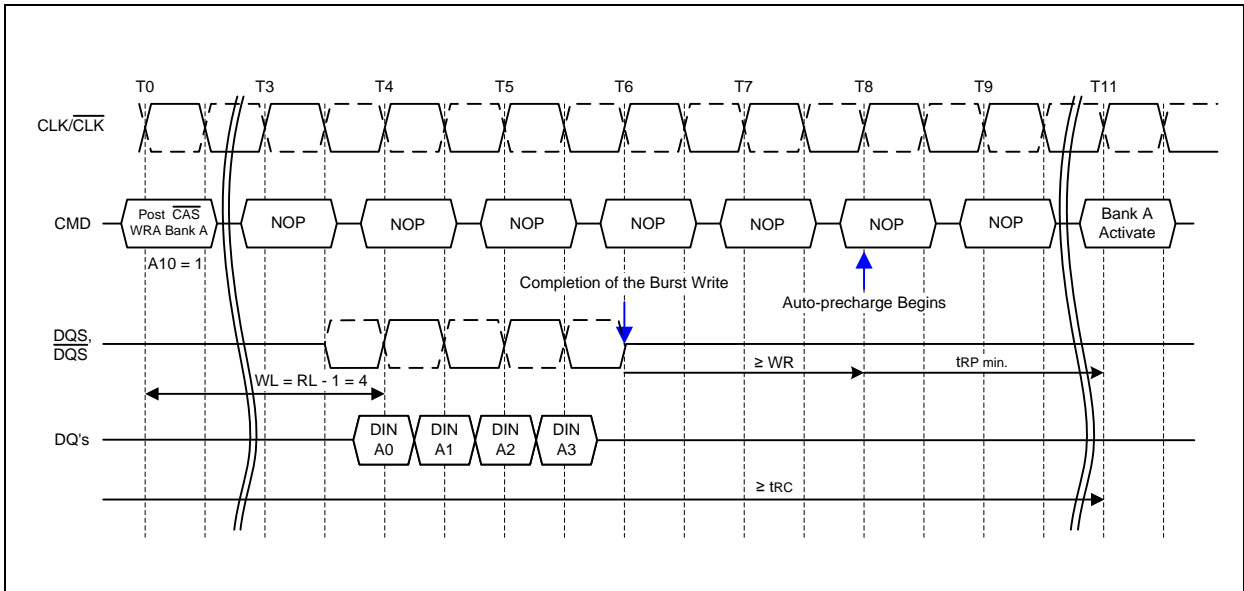 T0 T3 T4 T5 T6 T7 T8 T9 T11
CLK/CLK
CMD
Post CAS
WRA Bank A
NOP NOP NOP NOP NOP NOP NOP
Bank A
Activate
A10 = 1
Completion of the Burst Write
Auto-precharge Begins
DQS,
DQS
≥ WR
tRP min.
WL = RL - 1 = 4
DQ's
DIN
A0
DIN
A1
DIN
A2
DIN
A3
≥ tRC